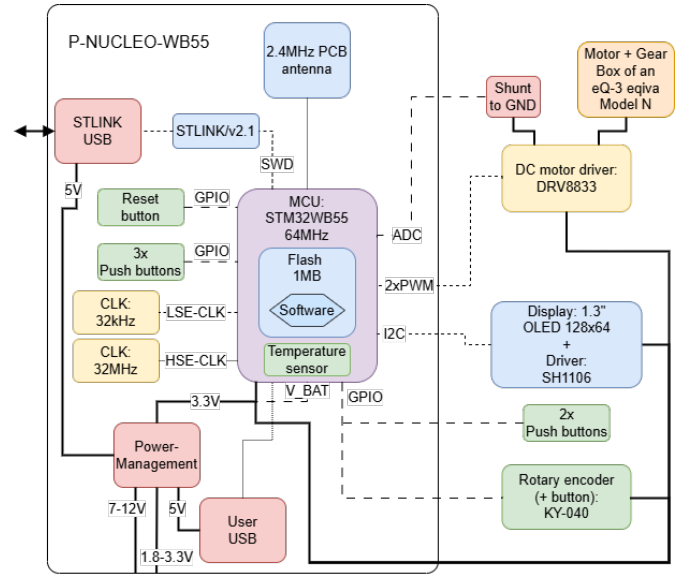 P-NUCLEO-WB55
2.4MHz PCB
antenna
Shunt
to GND
Motor + Gear
Box of an
eQ-3 eqiva
Model N
STLINK
USB
STLINK/v2.1
SWD
DC motor driver:
DRV8833
5V
Reset
button
GPIO
MCU:
STM32WB55
64MHz
ADC
3x
Push buttons
GPIO
Flash
1MB
Software
2xPWM
CLK:
32kHz
LSE-CLK
I2C
Display: 1.3"
OLED 128x64
+
Driver:
SH1106
CLK:
32MHz
HSE-CLK
Temperature
sensor
V_BAT
GPIO
3.3V
2x
Push buttons
Power-
Management
7-12V
5V
1.8-3.3V
User
USB
Rotary encoder
(+ button):
KY-040